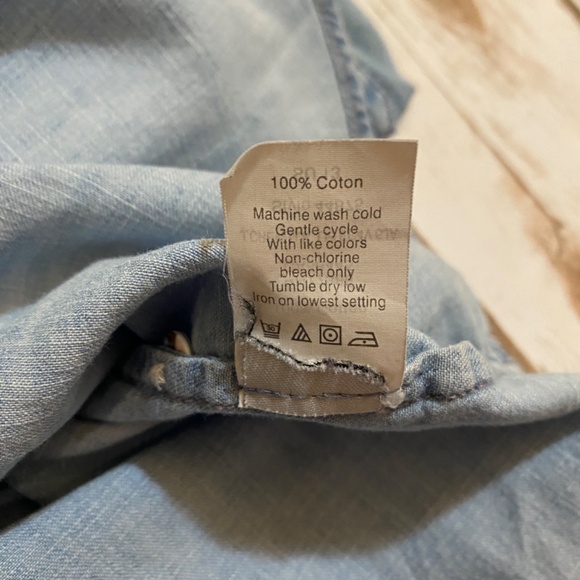 100% Coton
Machine wash cold
Gentle cycle
With like colors
Non-chlorine
bleach only
Tumble dry low
Iron on lowest setting